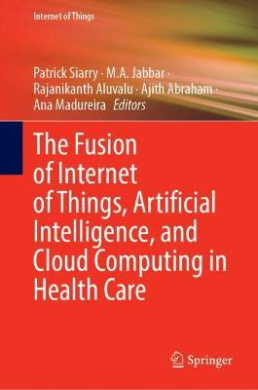 Internet of Things
Patrick Siarry · M.A. Jabbar ·
Rajanikanth Aluvalu · Ajith Abraham ·
Ana Madureira Editors
The Fusion
of Internet
of Things, Artificial
Intelligence, and
Cloud Computing in
Health Care
Springer